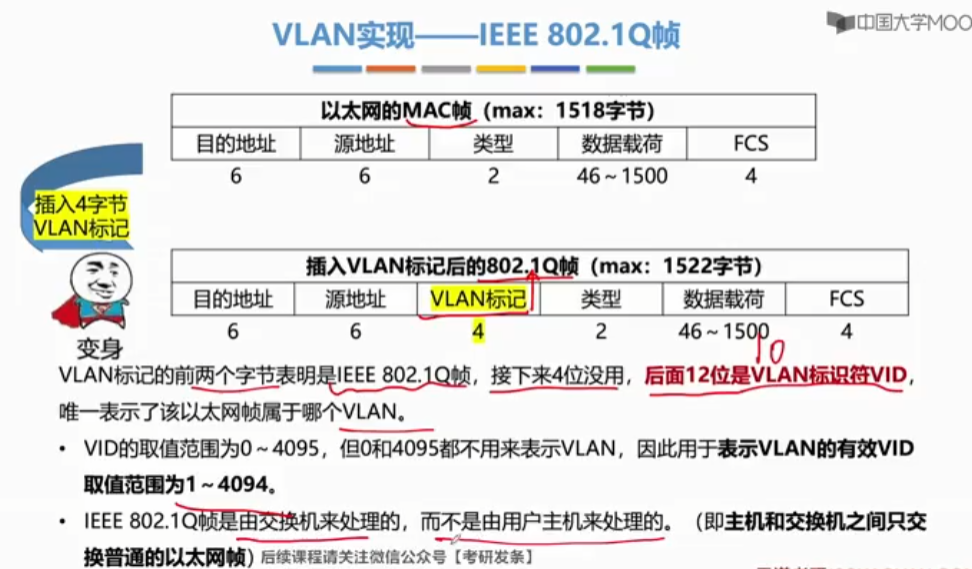 中国大学MOO
VLAN实现——IEEE 802.1Q帧
以太网的MAC帧（max：1518字节）
目的地址 源地址 类型 数据载荷 FCS
6 6 2 46～1500 4
插入4字节
VLAN标记
插入VLAN标记后的802.1Q帧（max：1522字节）
目的地址 源地址 VLAN标记 类型 数据载荷 FCS
6 6 4 2 46～1500 4
变身
VLAN标记的前两个字节表明是IEEE 802.1Q帧，接下来4位没用，后面12位是VLAN标识符VID，
唯一表示了该以太网帧属于哪个VLAN。
• VID的取值范围为0～4095，但0和4095都不用来表示VLAN，因此用于表示VLAN的有效VID
取值范围为1～4094。
• IEEE 802.1Q帧是由交换机来处理的，而不是由用户主机来处理的。（即主机和交换机之间只交
换普通的以太网帧）后续课程请关注微信公众号【考研发条】